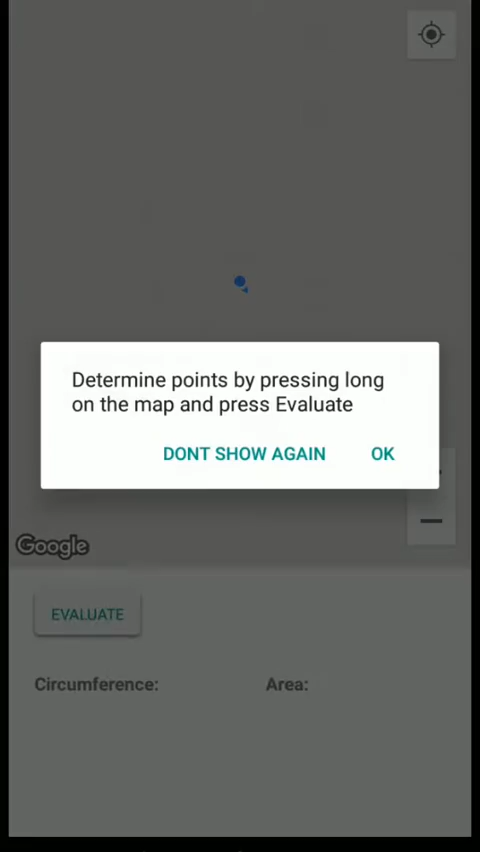 Determine points by pressing long
on the map and press Evaluate
DONT SHOW AGAIN OK
Google
EVALUATE
Circumference: Area: